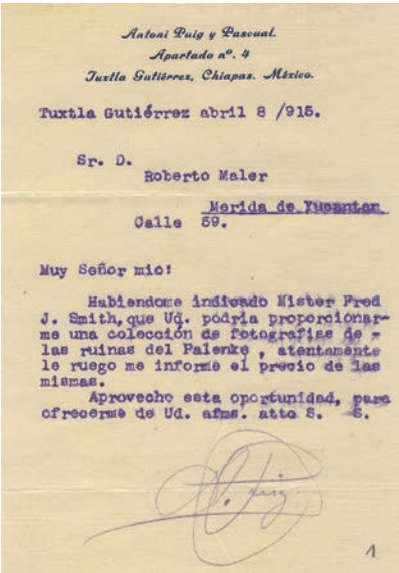 Antoni Puig y Pascual.
Apartado nº. 4
Tuxtla Gutiérrez, Chiapas. México.
Tuxtla Gutiérrez abril 8 /915.
Sr. D.
Roberto Maler
Merida de Yucantan
Calle 59.
Muy Señor mio:
Habiendome indicado Mister Fred
J. Smith, que Ud. podria proporcionar-
me una colección de fotografias de -
las ruinas del Palenke , atentamente
le ruego me informe el precio de las
mismas.
Aprovecho esta oportunidad, para
ofrecerme de Ud. afms. atto S. S.
A. Puig
1